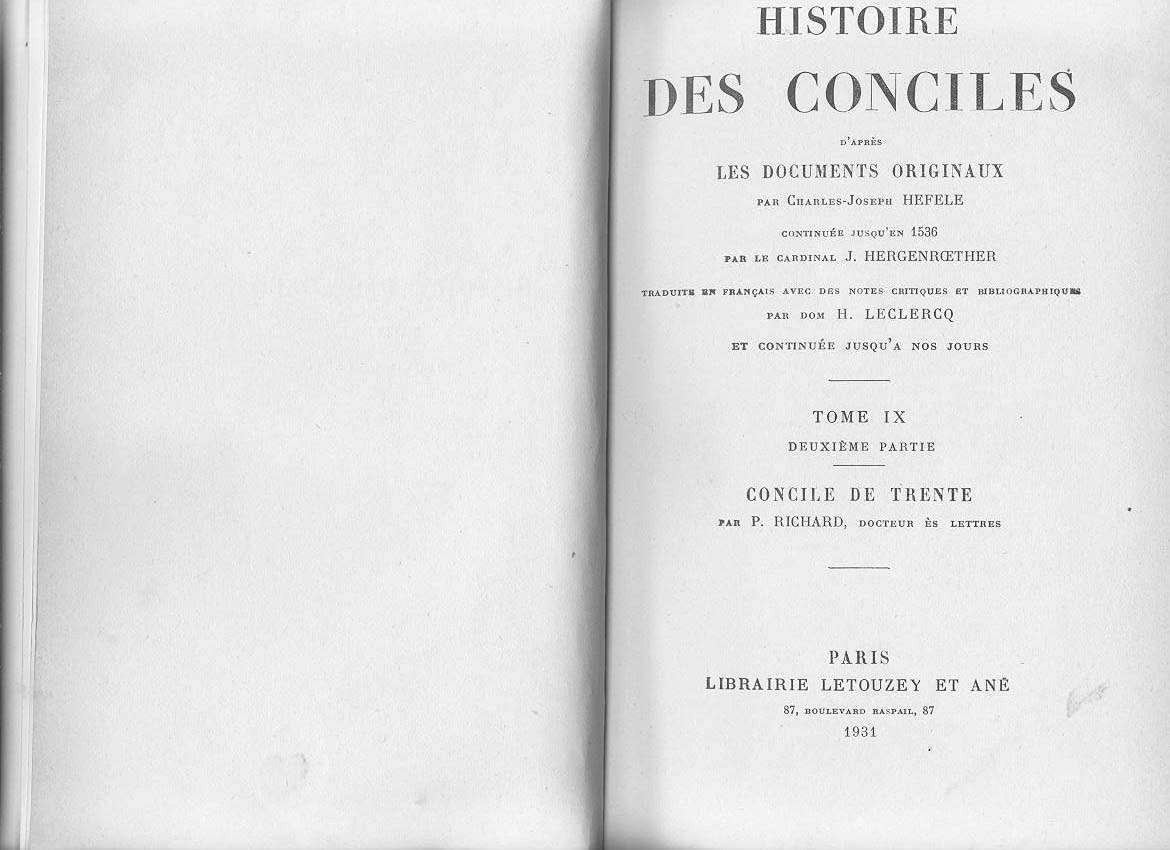 HISTOIRE
DES CONCILES
D'APRÈS
LES DOCUMENTS ORIGINAUX
PAR CHARLES-JOSEPH HEFELE
CONTINUÉE JUSQU'EN 1536
PAR LE CARDINAL J. HERGENRŒTHER
TRADUITE EN FRANÇAIS AVEC DES NOTES CRITIQUES ET BIBLIOGRAPHIQUES
PAR DOM H. LECLERCQ
ET CONTINUÉE JUSQU'A NOS JOURS
TOME IX
DEUXIÈME PARTIE
CONCILE DE TRENTE
PAR P. RICHARD, DOCTEUR ÈS LETTRES
PARIS
LIBRAIRIE LETOUZEY ET ANÉ
87, BOULEVARD RASPAIL, 87
1931